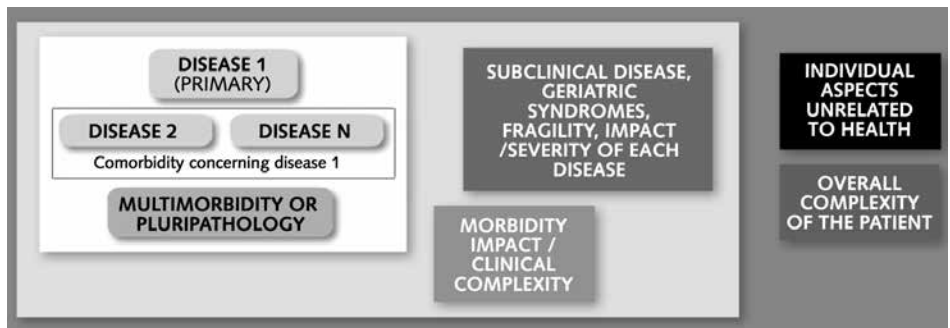 DISEASE 1
(PRIMARY)
DISEASE 2
DISEASE N
Comorbidity concerning disease 1
MULTIMORBIDITY OR
PLURIPATHOLOGY
SUBCLINICAL DISEASE,
GERIATRIC
SYNDROMES,
FRAGILITY, IMPACT
/SEVERITY OF EACH
DISEASE
MORBIDITY
IMPACT /
CLINICAL
COMPLEXITY
INDIVIDUAL
ASPECTS
UNRELATED
TO HEALTH
OVERALL
COMPLEXITY
OF THE PATIENT